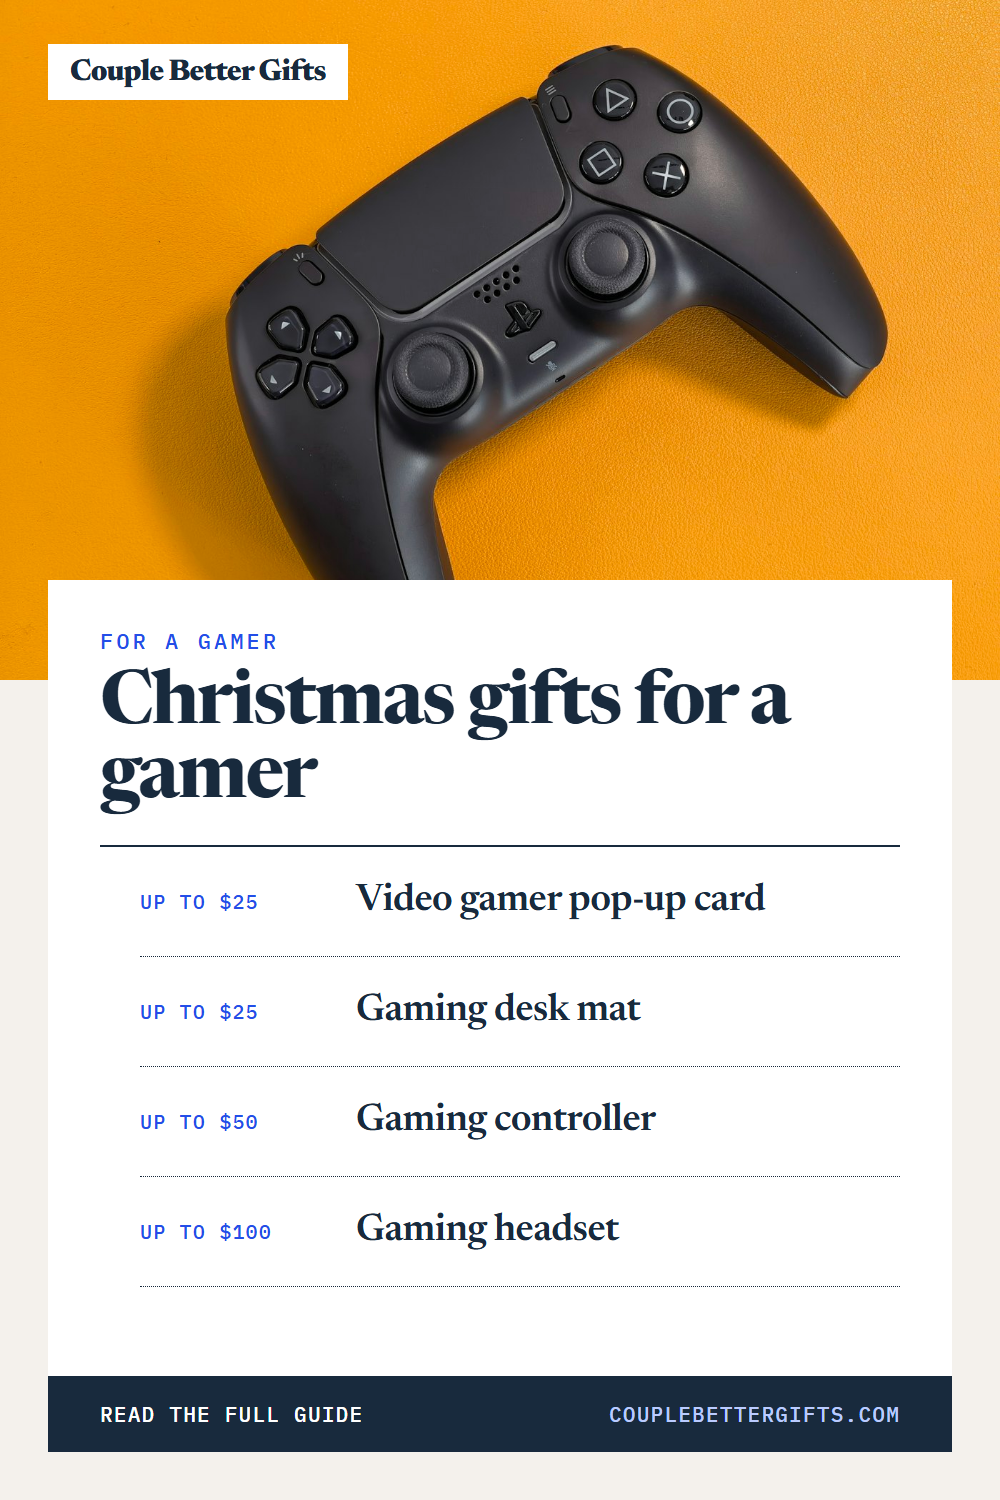 Couple Better Gifts
FOR A GAMER
Christmas gifts for a
gamer
UP TO $25 Video gamer pop-up card
UP TO $25 Gaming desk mat
UP TO $50 Gaming controller
UP TO $100 Gaming headset
READ THE FULL GUIDE COUPLEBETTERGIFTS.COM